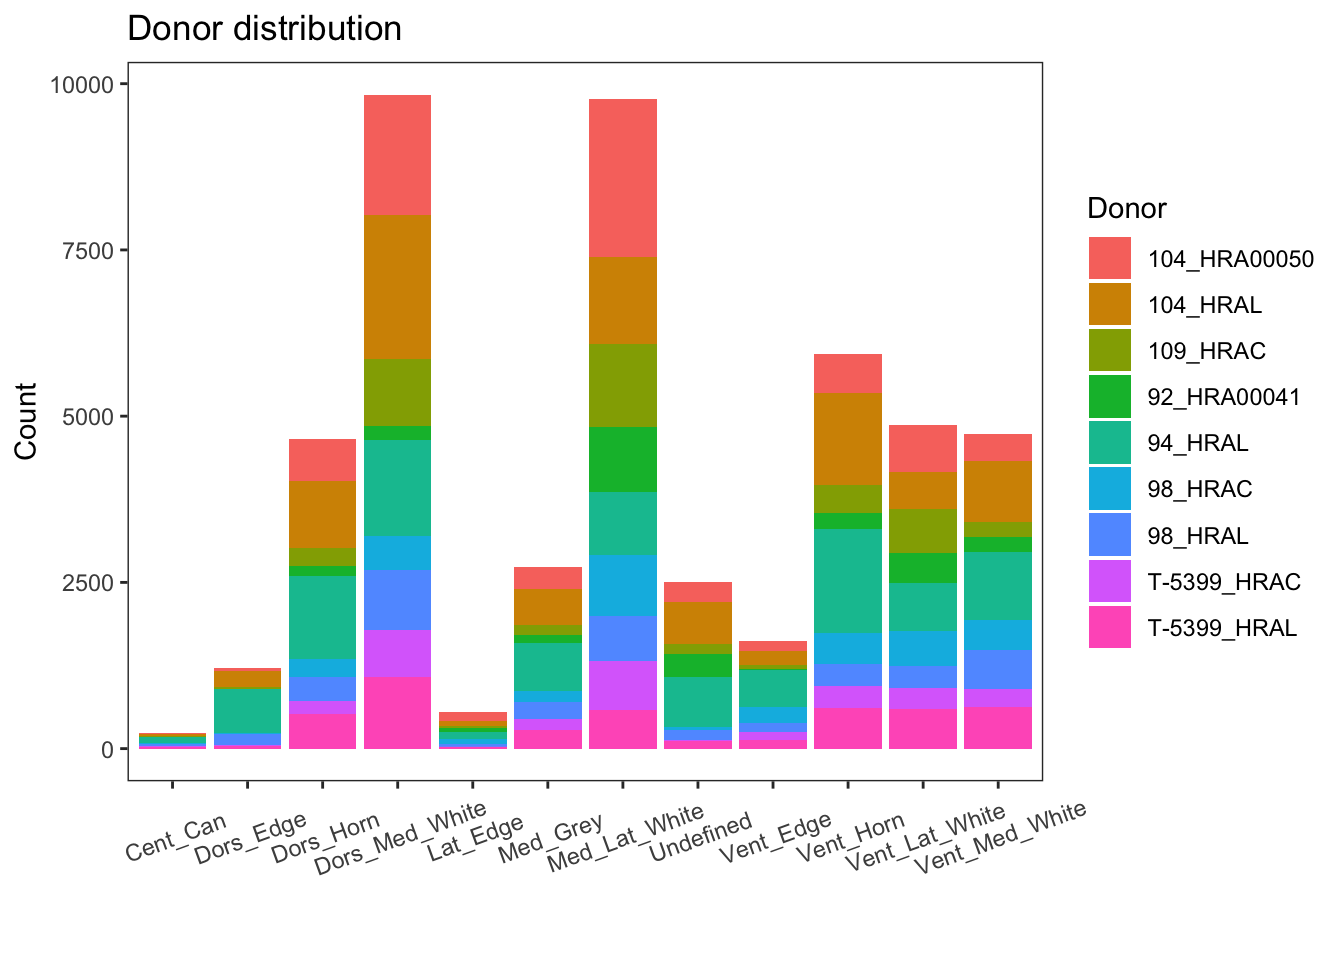 Donor distribution
Count
10000
7500
5000
2500
0
Cent_Can
Dors_Edge
Dors_Horn
Dors_Med_White
Lat_Edge
Med_Grey
Med_Lat_White
Undefined
Vent_Edge
Vent_Horn
Vent_Lat_White
Vent_Med_White
Donor
104_HRA00050
104_HRAL
109_HRAC
92_HRA00041
94_HRAL
98_HRAC
98_HRAL
T-5399_HRAC
T-5399_HRAL